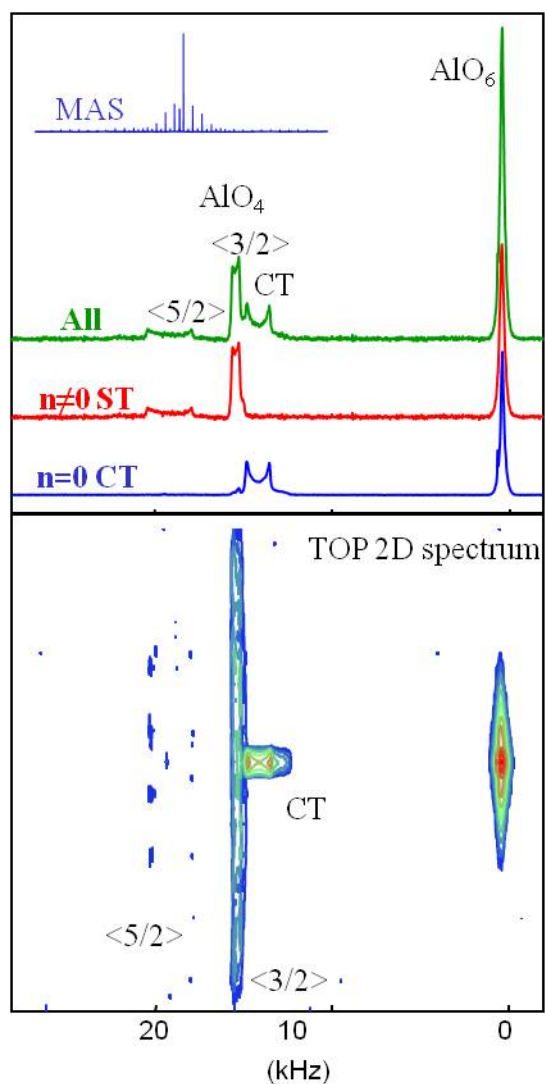 AlO6
MAS
AlO4
<3/2>
CT
<5/2>
All
n≠0 ST
n=0 CT
TOP 2D spectrum
CT
<5/2>
<3/2>
20 10 0
(kHz)